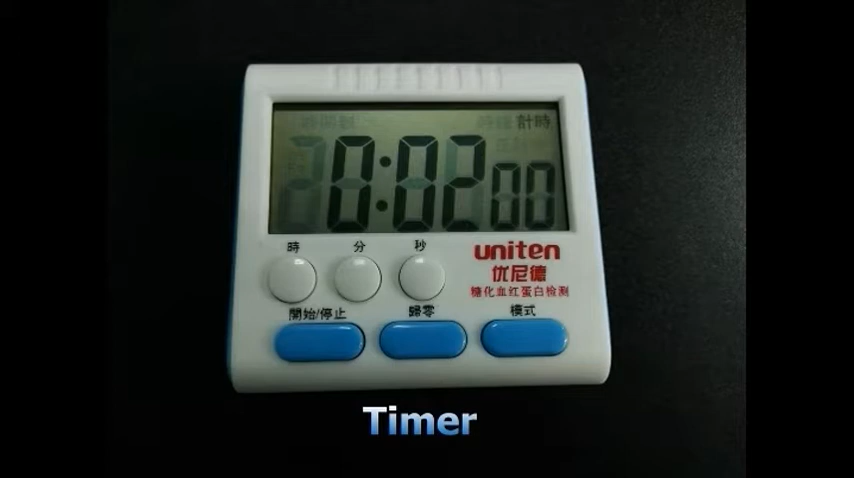 計時
0:02 00
時 分 秒
uniten
优尼德
糖化血红蛋白检测
開始/停止 歸零 模式
Timer